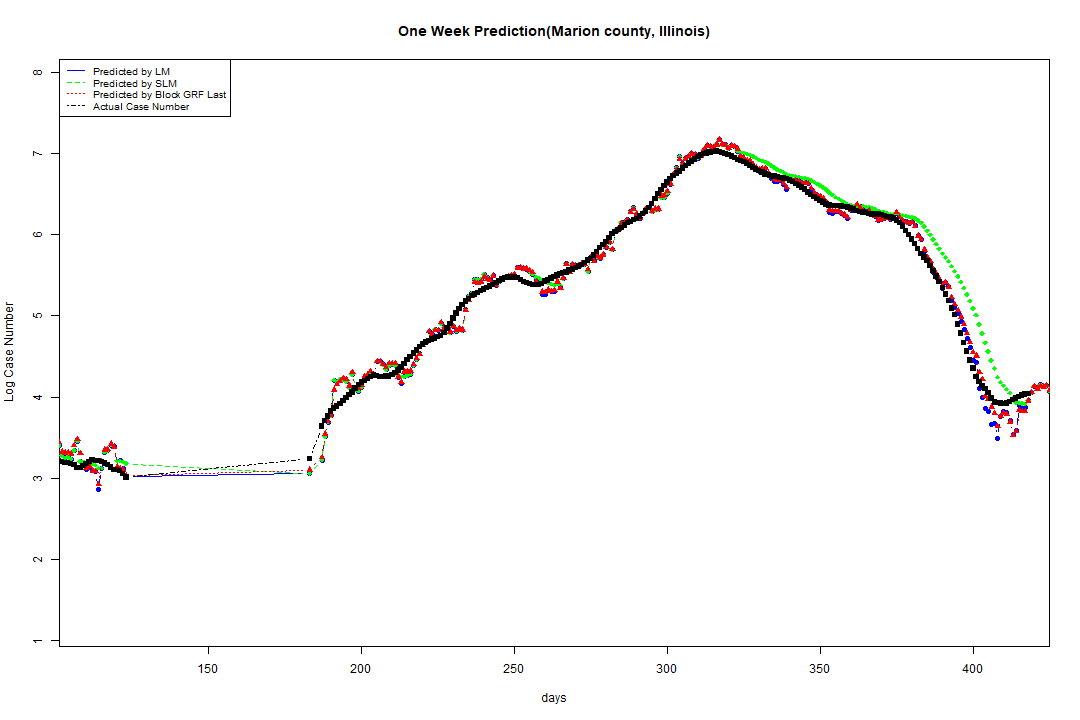 One Week Prediction(Marion county, Illinois)
Predicted by LM
Predicted by SLM
Predicted by Block GRF Last
Actual Case Number
8
7
6
5
4
3
2
1
Log Case Number
150 200 250 300 350 400
days